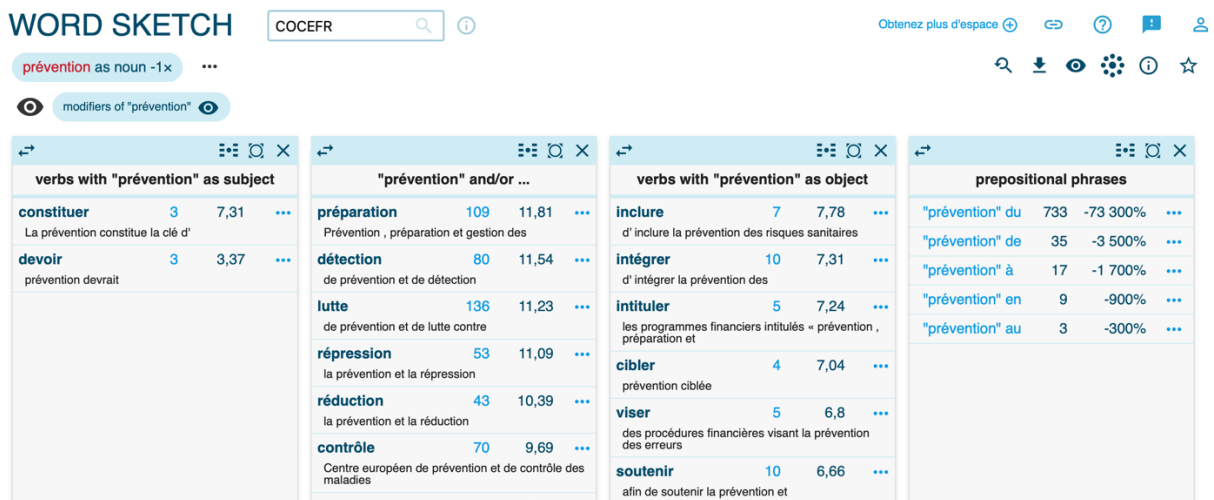 WORD SKETCH
COCEFR
Obtenez plus d'espace
prévention as noun -1×
modifiers of "prévention"
verbs with "prévention" as subject
constituer 3 7,31
La prévention constitue la clé d'
devoir 3 3,37
prévention devrait
"prévention" and/or ...
préparation 109 11,81
Prévention , préparation et gestion des
détection 80 11,54
de prévention et de détection
lutte 136 11,23
de prévention et de lutte contre
répression 53 11,09
la prévention et la répression
réduction 43 10,39
la prévention et la réduction
contrôle 70 9,69
Centre européen de prévention et de contrôle des
maladies
verbs with "prévention" as object
inclure 7 7,78
d' inclure la prévention des risques sanitaires
intégrer 10 7,31
d' intégrer la prévention des
intituler 5 7,24
les programmes financiers intitulés « prévention ,
préparation et
cibler 4 7,04
prévention ciblée
viser 5 6,8
des procédures financières visant la prévention
des erreurs
soutenir 10 6,66
afin de soutenir la prévention et
prepositional phrases
"prévention" du 733 -73 300%
"prévention" de 35 -3 500%
"prévention" à 17 -1 700%
"prévention" en 9 -900%
"prévention" au 3 -300%